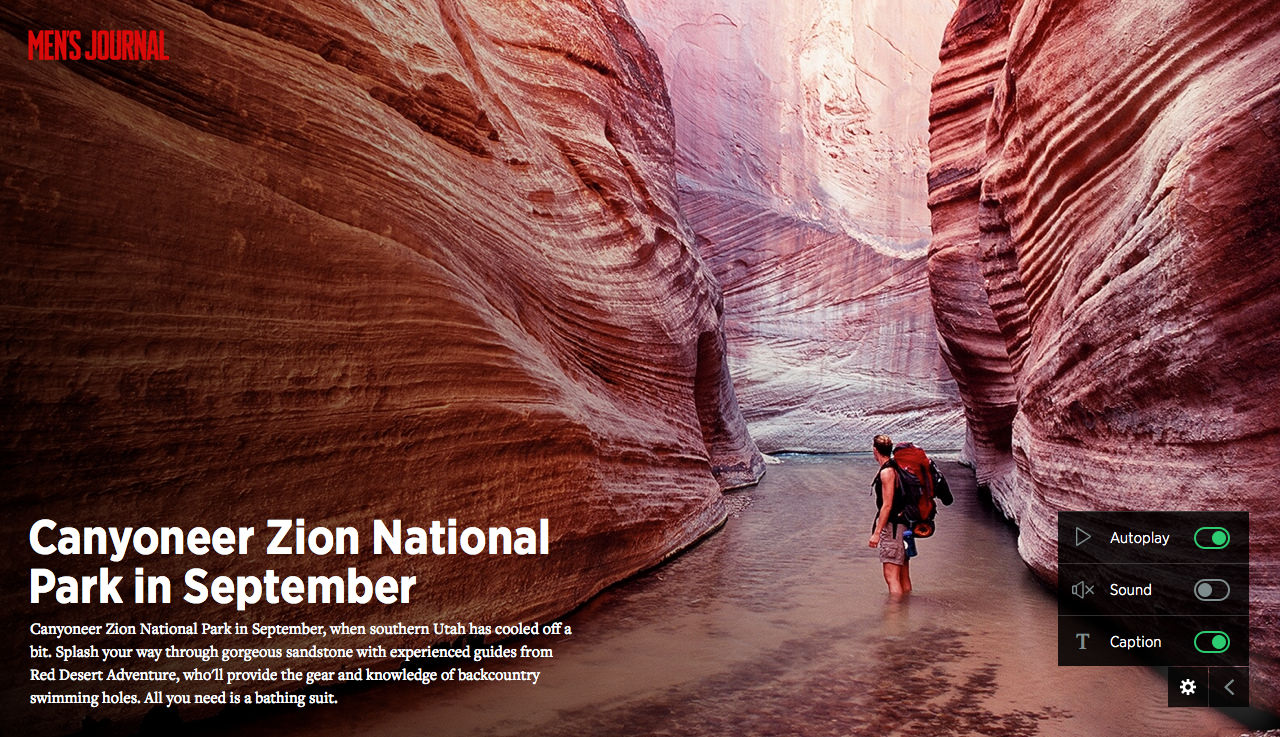 MEN'S JOURNAL
Canyoneer Zion National
Park in September
Canyoneer Zion National Park in September, when southern Utah has cooled off a
bit. Splash your way through gorgeous sandstone with experienced guides from
Red Desert Adventure, who'll provide the gear and knowledge of backcountry
swimming holes. All you need is a bathing suit.
Autoplay
Sound
T Caption